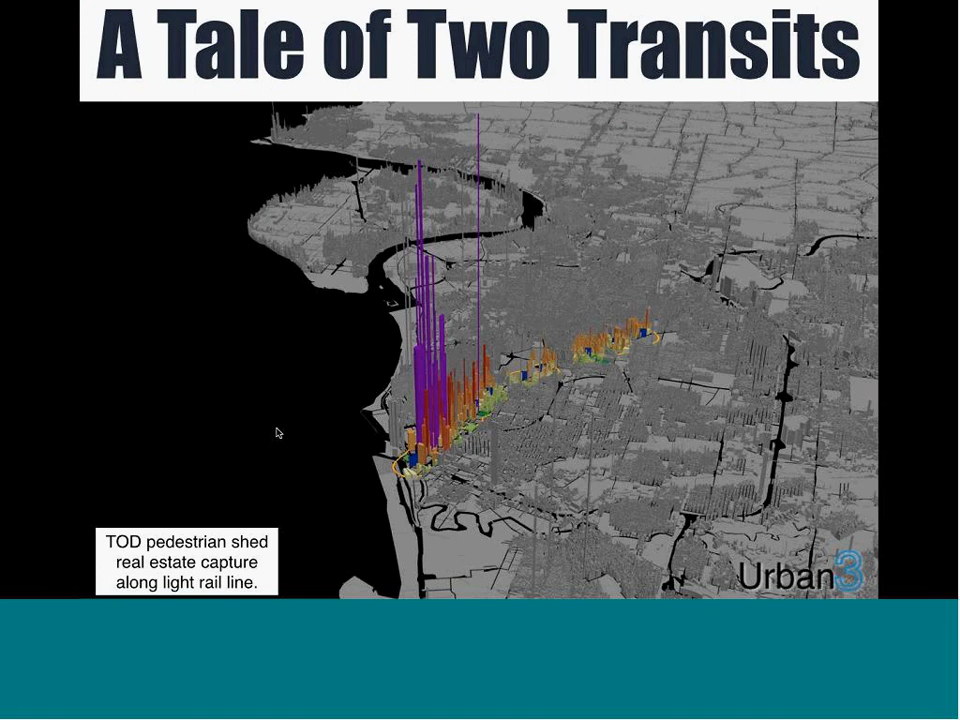 A Tale of Two Transits
TOD pedestrian shed
real estate capture
along light rail line.
Urban3